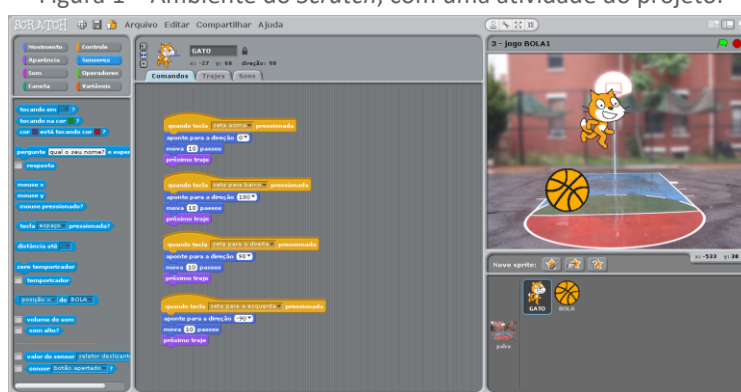 Figura 1 – Ambiente do Scratch, com uma atividade do projeto.
SCRATCH
Arquivo Editar Compartilhar Ajuda
Movimento
Controle
Aparência
Sensores
Som
Operadores
Caneta
Variáveis
tocando em ?
tocando na cor ?
cor está tocando cor ?
pergunte qual o seu nome? e esper
resposta
mouse x
mouse y
mouse pressionado?
tecla espaço pressionada?
distância até
zere temporizador
temporizador
posição x de BOLA
volume do som
som alto?
valor do sensor seletor deslizant
sensor botão apertado ?
GATO
x: -27 y: 60 direção: 90
Comandos
Trajes
Sons
quando tecla seta acima pressionada
aponte para a direção 0
mova 10 passos
próximo traje
quando tecla seta para baixo pressionada
aponte para a direção 180
mova 10 passos
próximo traje
quando tecla seta para a direita pressionada
aponte para a direção 90
mova 10 passos
próximo traje
quando tecla seta para a esquerda pressionada
aponte para a direção -90
mova 10 passos
próximo traje
3 - jogo BOLA1
x: -533 y: 30
Novo sprite:
GATO
BOLA
palco